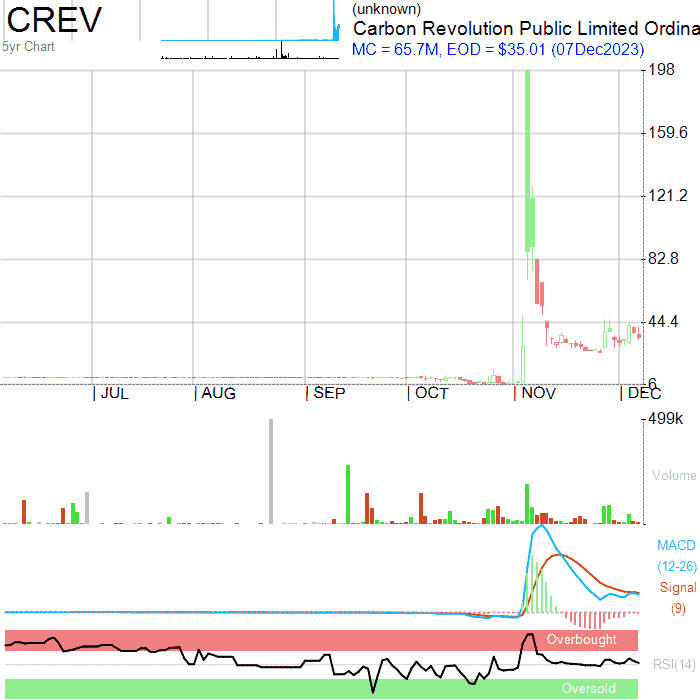 CREV
5yr Chart
(unknown)
Carbon Revolution Public Limited Ordina
MC = 65.7M, EOD = $35.01 (07Dec2023)
198
159.6
121.2
82.8
44.4
6
JUL AUG SEP OCT NOV DEC
499k
Volume
MACD
(12-26)
Signal
(9)
Overbought
RSI(14)
Oversold